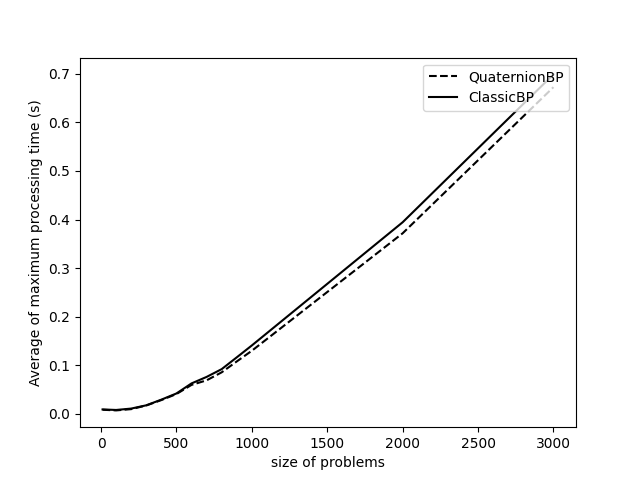 QuaternionBP
ClassicBP
Average of maximum processing time (s)
0.7
0.6
0.5
0.4
0.3
0.2
0.1
0.0
0 500 1000 1500 2000 2500 3000
size of problems